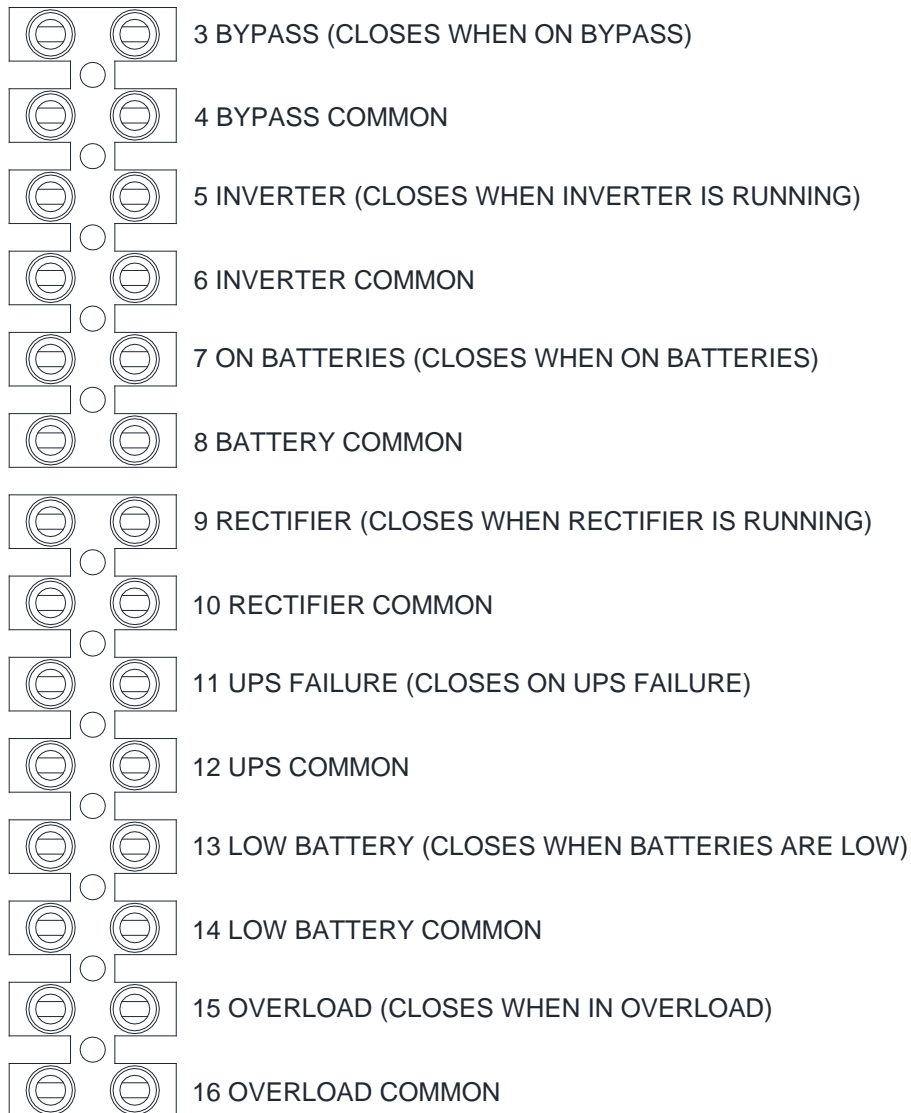 3 BYPASS (CLOSES WHEN ON BYPASS)
4 BYPASS COMMON
5 INVERTER (CLOSES WHEN INVERTER IS RUNNING)
6 INVERTER COMMON
7 ON BATTERIES (CLOSES WHEN ON BATTERIES)
8 BATTERY COMMON
9 RECTIFIER (CLOSES WHEN RECTIFIER IS RUNNING)
10 RECTIFIER COMMON
11 UPS FAILURE (CLOSES ON UPS FAILURE)
12 UPS COMMON
13 LOW BATTERY (CLOSES WHEN BATTERIES ARE LOW)
14 LOW BATTERY COMMON
15 OVERLOAD (CLOSES WHEN IN OVERLOAD)
16 OVERLOAD COMMON